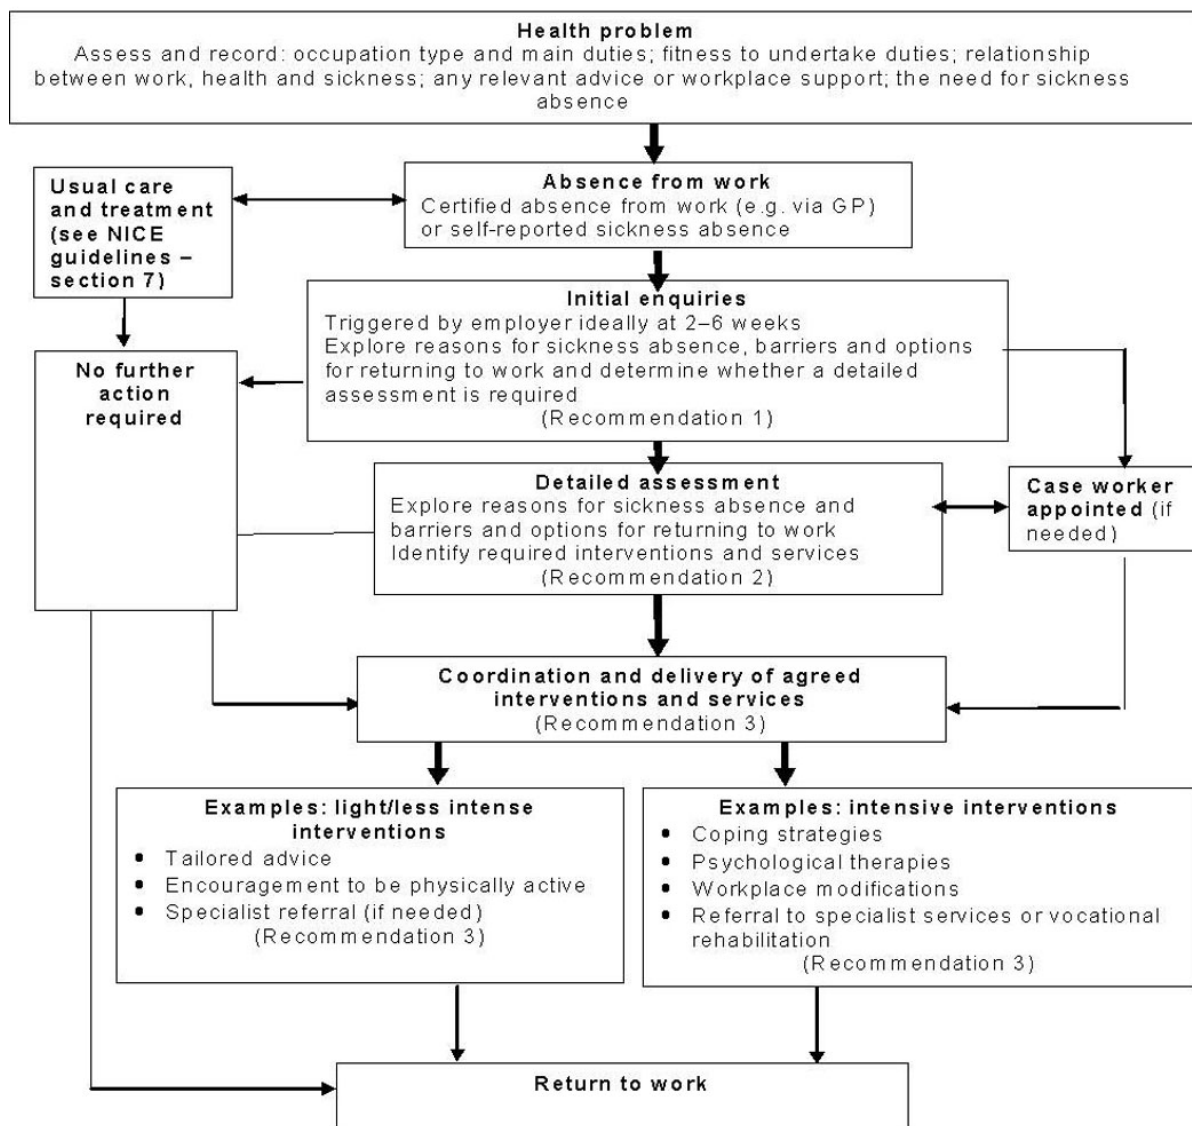 Health problem
Assess and record: occupation type and main duties; fitness to undertake duties; relationship
between work, health and sickness; any relevant advice or workplace support; the need for sickness
absence
Usual care
and treatment
(see NICE
guidelines –
section 7)
Absence from work
Certified absence from work (e.g. via GP)
or self-reported sickness absence
Initial enquiries
Triggered by employer ideally at 2–6 weeks
Explore reasons for sickness absence, barriers and options
for returning to work and determine whether a detailed
assessment is required
(Recommendation 1)
No further
action
required
Detailed assessment
Explore reasons for sickness absence and
barriers and options for returning to work
Identify required interventions and services
(Recommendation 2)
Case worker
appointed (if
needed)
Coordination and delivery of agreed
interventions and services
(Recommendation 3)
Examples: light/less intense
interventions
• Tailored advice
• Encouragement to be physically active
• Specialist referral (if needed)
(Recommendation 3)
Examples: intensive interventions
• Coping strategies
• Psychological therapies
• Workplace modifications
• Referral to specialist services or vocational
rehabilitation
(Recommendation 3)
Return to work